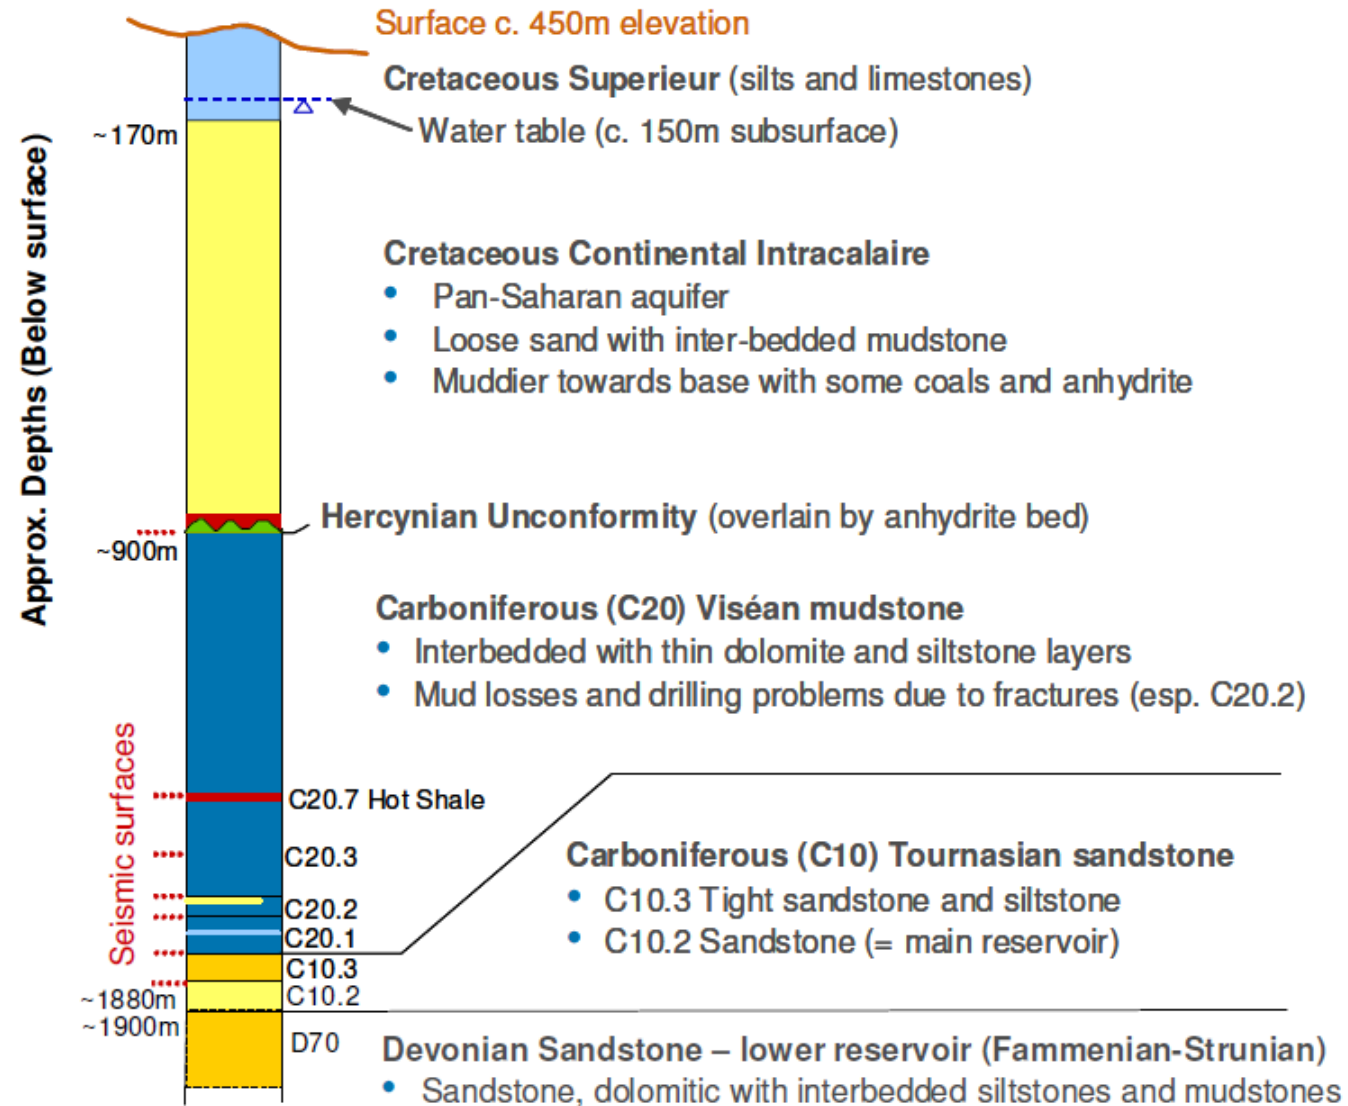 Surface c. 450m elevation
Cretaceous Superieur (silts and limestones)
Water table (c. 150m subsurface)
~170m
Approx. Depths (Below surface)
Cretaceous Continental Intracalaire
• Pan-Saharan aquifer
• Loose sand with inter-bedded mudstone
• Muddier towards base with some coals and anhydrite
Hercynian Unconformity (overlain by anhydrite bed)
~900m
Carboniferous (C20) Viséan mudstone
• Interbedded with thin dolomite and siltstone layers
• Mud losses and drilling problems due to fractures (esp. C20.2)
Seismic surfaces
C20.7 Hot Shale
C20.3
C20.2
C20.1
C10.3
C10.2
Carboniferous (C10) Tournasian sandstone
• C10.3 Tight sandstone and siltstone
• C10.2 Sandstone (= main reservoir)
~1880m
~1900m
D70
Devonian Sandstone – lower reservoir (Fammenian-Strunian)
• Sandstone, dolomitic with interbedded siltstones and mudstones